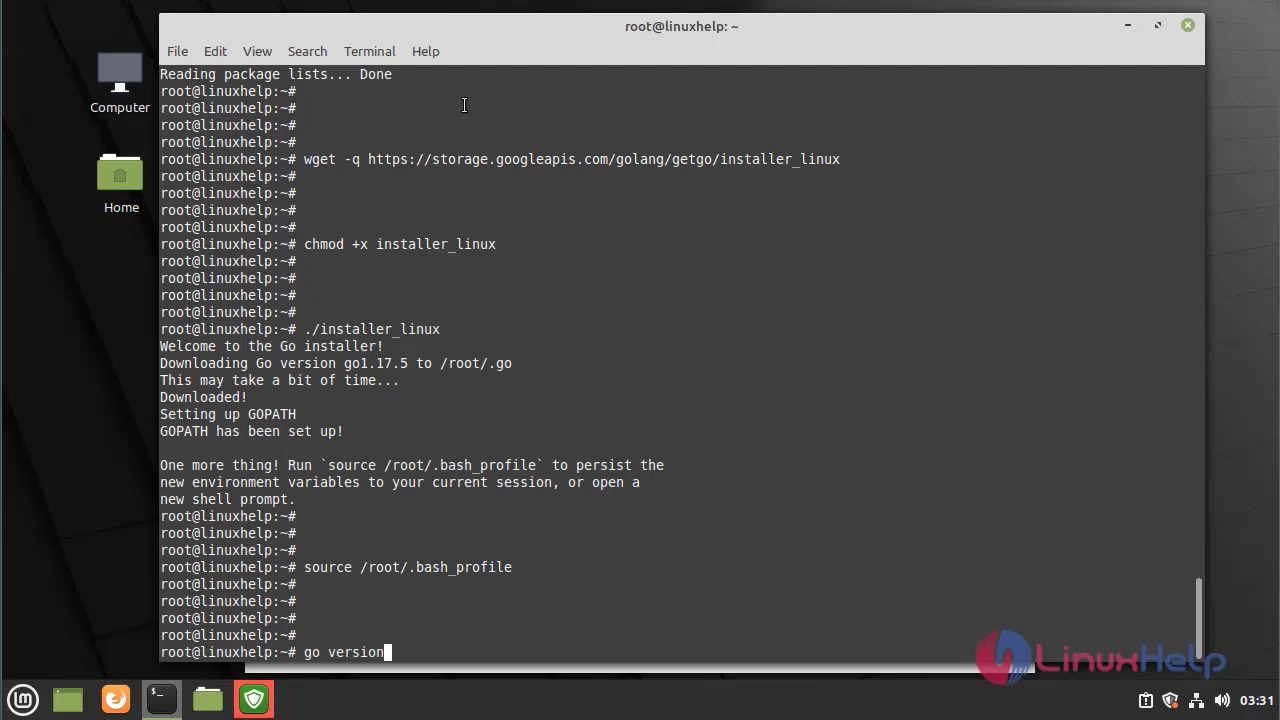 root@linuxhelp: ~
File Edit View Search Terminal Help
Computer
Home
Reading package lists... Done
root@linuxhelp:~#
root@linuxhelp:~#
root@linuxhelp:~#
root@linuxhelp:~#
root@linuxhelp:~# wget -q https://storage.googleapis.com/golang/getgo/installer_linux
root@linuxhelp:~#
root@linuxhelp:~#
root@linuxhelp:~#
root@linuxhelp:~#
root@linuxhelp:~# chmod +x installer_linux
root@linuxhelp:~#
root@linuxhelp:~#
root@linuxhelp:~#
root@linuxhelp:~#
root@linuxhelp:~# ./installer_linux
Welcome to the Go installer!
Downloading Go version go1.17.5 to /root/.go
This may take a bit of time...
Downloaded!
Setting up GOPATH
GOPATH has been set up!
One more thing! Run `source /root/.bash_profile` to persist the
new environment variables to your current session, or open a
new shell prompt.
root@linuxhelp:~#
root@linuxhelp:~#
root@linuxhelp:~#
root@linuxhelp:~# source /root/.bash_profile
root@linuxhelp:~#
root@linuxhelp:~#
root@linuxhelp:~#
root@linuxhelp:~#
root@linuxhelp:~# go version
LinuxHelp
lm
$_
03:31